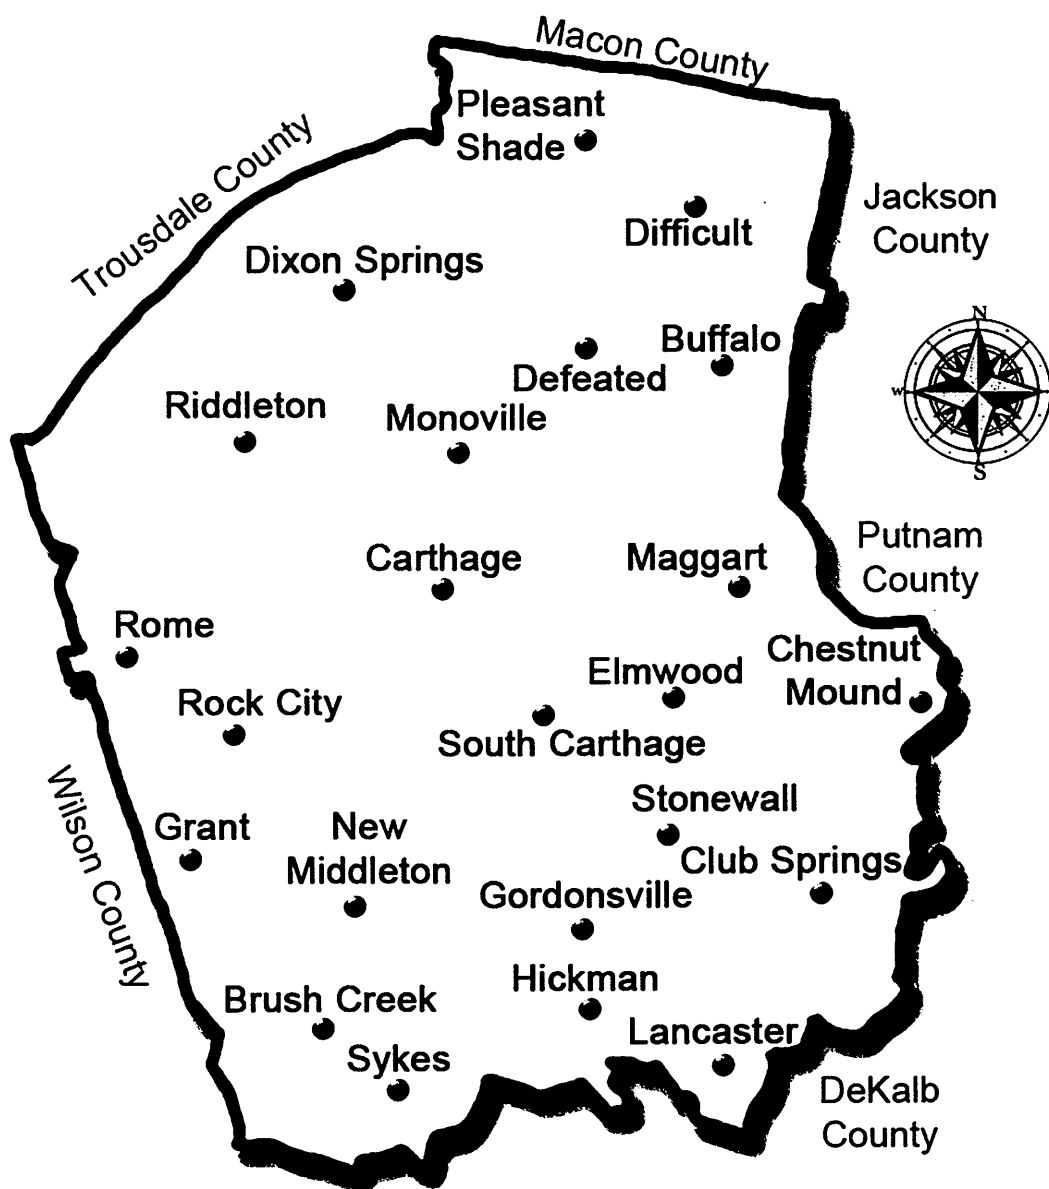 Macon County
Pleasant
Shade
Trousdale County
Jackson
County
Difficult
Dixon Springs
N
Buffalo
Defeated
W
Riddleton
Monoville
S
Putnam
County
Carthage
Maggart
Rome
Chestnut
Mound
Elmwood
Rock City
South Carthage
Wilson County
Stonewall
Grant
New
Middleton
Club Springs
Gordonsville
Hickman
Brush Creek
Lancaster
Sykes
DeKalb
County